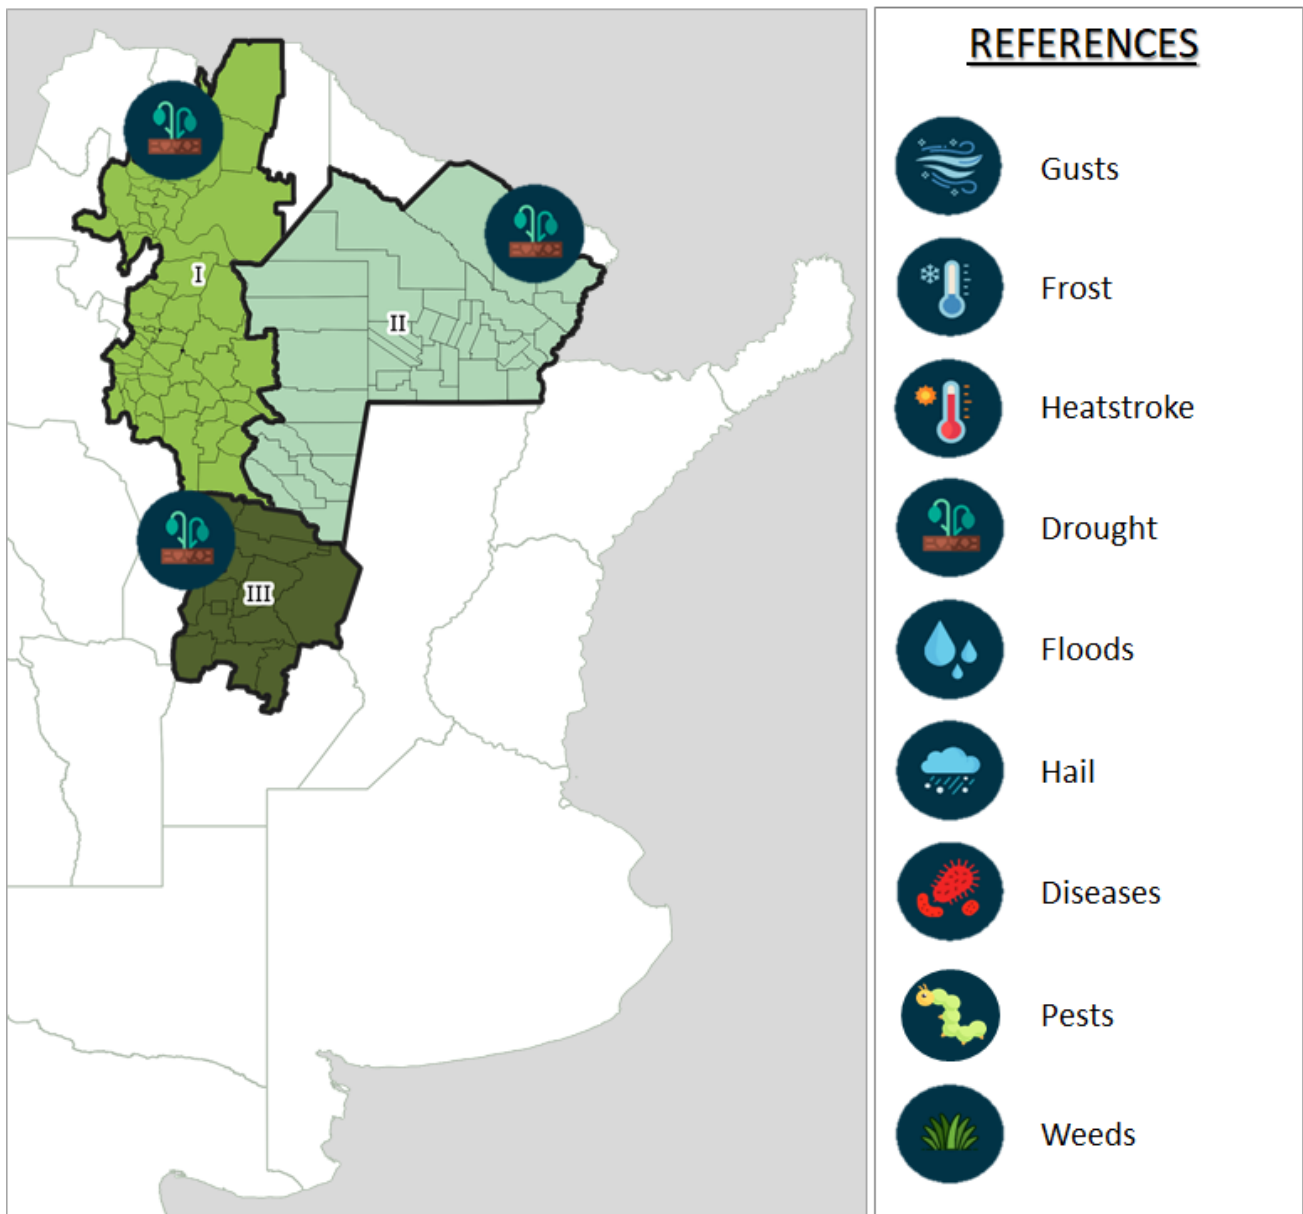 I
II
III
REFERENCES
Gusts
Frost
Heatstroke
Drought
Floods
Hail
Diseases
Pests
Weeds